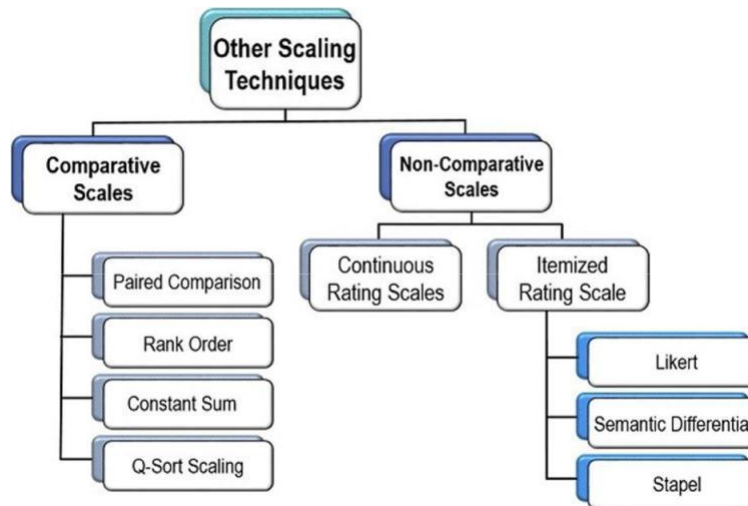 Other Scaling
Techniques
Comparative
Scales
Non-Comparative
Scales
Paired Comparison
Rank Order
Constant Sum
Q-Sort Scaling
Continuous
Rating Scales
Itemized
Rating Scale
Likert
Semantic Differentia
Stapel